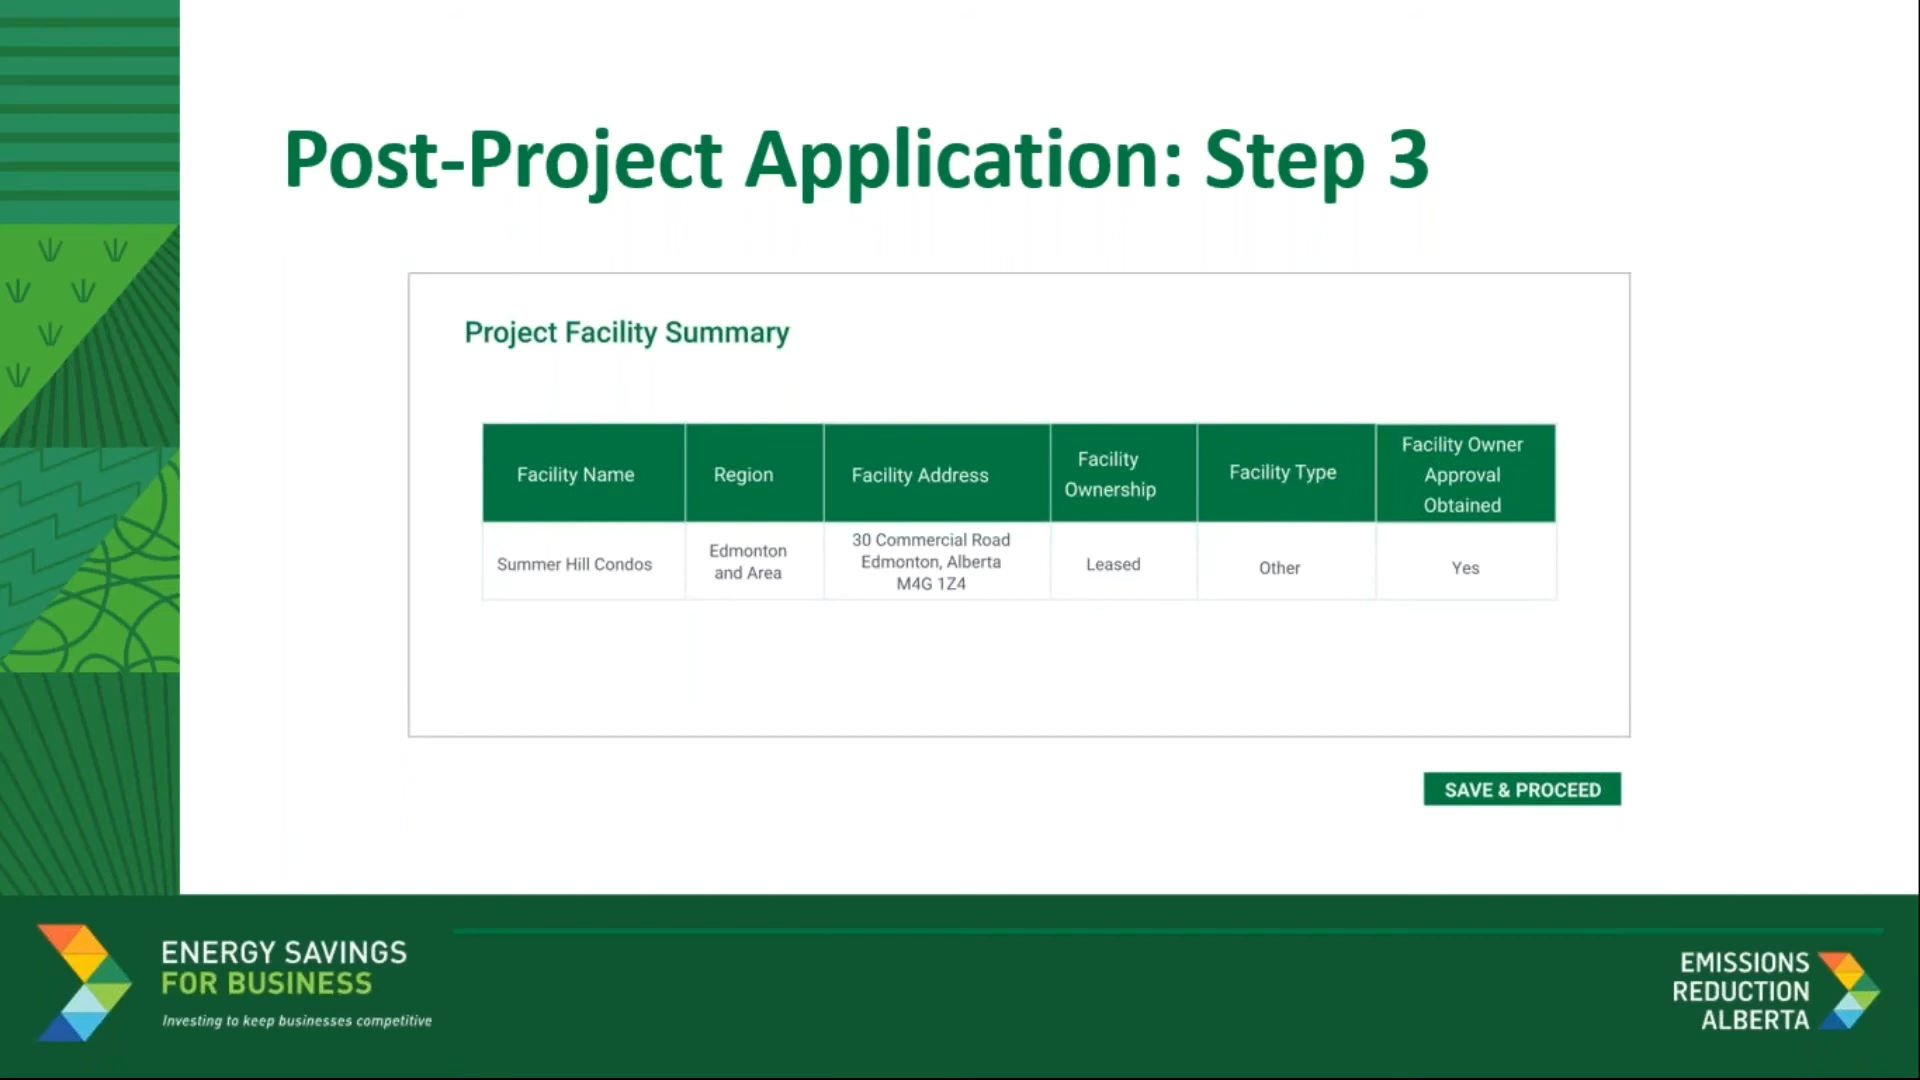 Post-Project Application: Step 3
Project Facility Summary
Facility Name
Region
Facility Address
Facility
Ownership
Facility Type
Facility Owner
Approval
Obtained
Summer Hill Condos
Edmonton
and Area
30 Commercial Road
Edmonton, Alberta
M4G 1Z4
Leased
Other
Yes
SAVE & PROCEED
ENERGY SAVINGS
FOR BUSINESS
Investing to keep businesses competitive
EMISSIONS
REDUCTION
ALBERTA